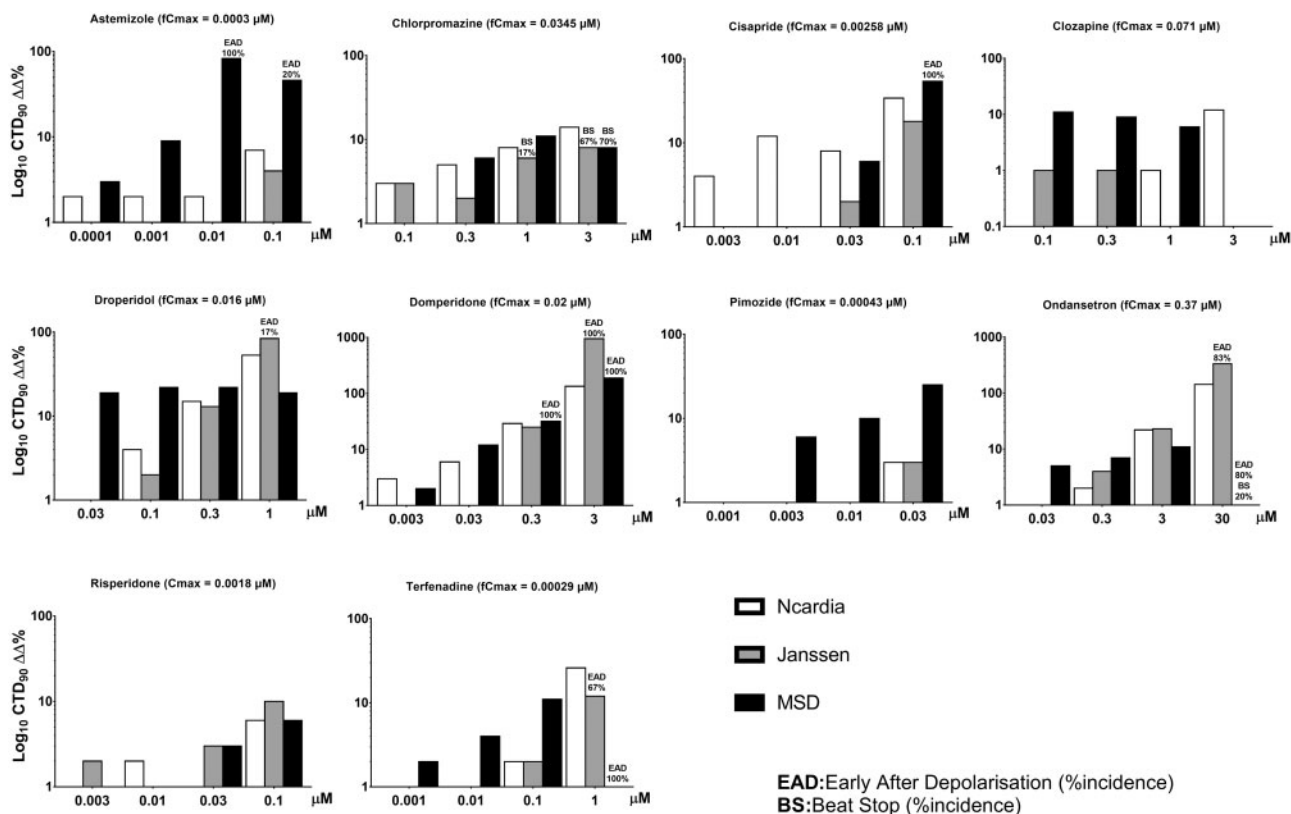 Astemizole (fCmax = 0.0003 µM)
Log10 CTD90 ΔΔ%
100
10
1
EAD
100%
EAD
20%
0.0001 0.001 0.01 0.1 µM
Chlorpromazine (fCmax = 0.0345 µM)
100
10
1
BS
17%
BS BS
67% 70%
0.1 0.3 1 3 µM
Cisapride (fCmax = 0.00258 µM)
100
10
1
EAD
100%
0.003 0.01 0.03 0.1 µM
Clozapine (fCmax = 0.071 µM)
100
10
1
0.1
0.1 0.3 1 3 µM
Droperidol (fCmax = 0.016 µM)
Log10 CTD90 ΔΔ%
100
10
1
EAD
17%
0.03 0.1 0.3 1 µM
Domperidone (fCmax = 0.02 µM)
1000
100
10
1
EAD
100%
EAD
100%
EAD
100%
0.003 0.03 0.3 3 µM
Pimozide (fCmax = 0.00043 µM)
100
10
1
0.001 0.003 0.01 0.03 µM
Ondansetron (fCmax = 0.37 µM)
1000
100
10
1
EAD
83%
EAD
80%
BS
20%
0.03 0.3 3 30 µM
Risperidone (Cmax = 0.0018 µM)
Log10 CTD90 ΔΔ%
100
10
1
0.003 0.01 0.03 0.1 µM
Terfenadine (fCmax = 0.00029 µM)
100
10
1
EAD
67%
EAD
100%
0.001 0.01 0.1 1 µM
Ncardia
Janssen
MSD
EAD:Early After Depolarisation (%incidence)
BS:Beat Stop (%incidence)